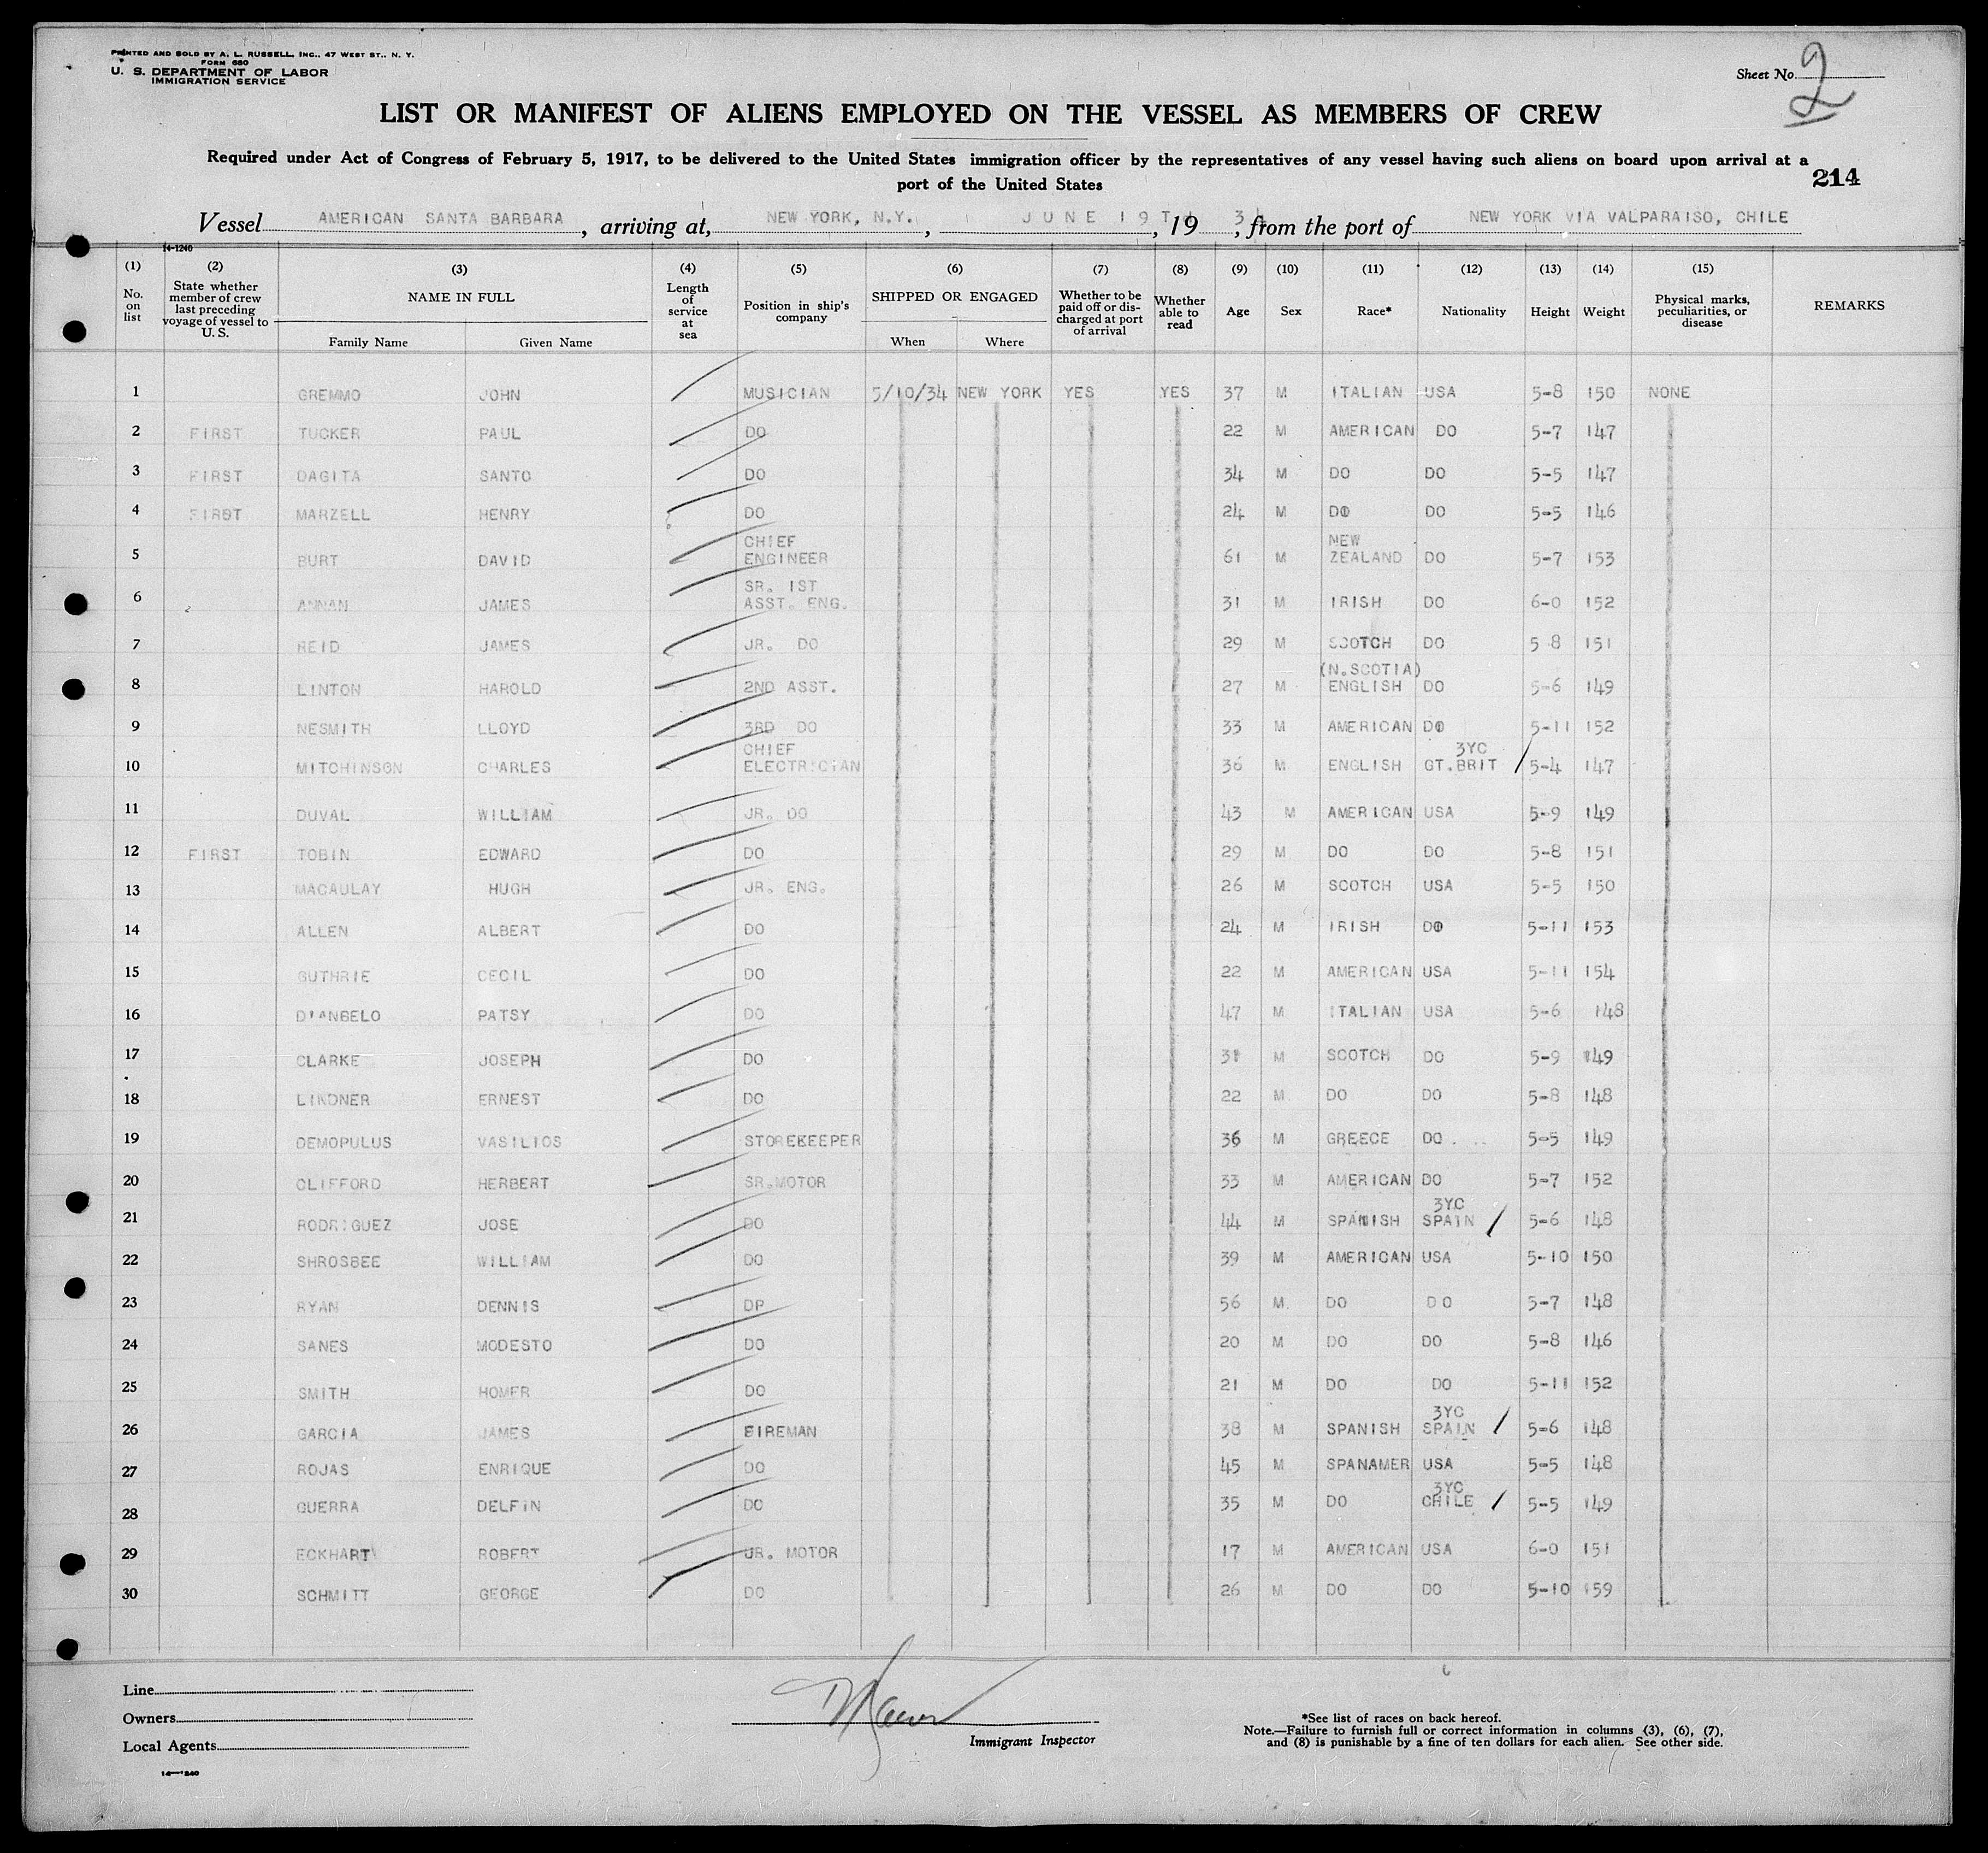 PRINTED AND SOLD BY A. L. RUSSELL, INC., 47 WEST ST., N. Y.
FORM 680
U. S. DEPARTMENT OF LABOR
IMMIGRATION SERVICE
Sheet No. 2
LIST OR MANIFEST OF ALIENS EMPLOYED ON THE VESSEL AS MEMBERS OF CREW
Required under Act of Congress of February 5, 1917, to be delivered to the United States immigration officer by the representatives of any vessel having such aliens on board upon arrival at a
port of the United States
214
Vessel AMERICAN SANTA BARBARA, arriving at, NEW YORK, N.Y., JUNE 19TH, 1934, from the port of NEW YORK VIA VALPARAISO, CHILE
14-1240
(1) (2) (3) (4) (5) (6) (7) (8) (9) (10) (11) (12) (13) (14) (15)
No. on list State whether member of crew last preceding voyage of vessel to U. S. NAME IN FULL Length of service at sea Position in ship's company SHIPPED OR ENGAGED Whether to be paid off or discharged at port of arrival Whether able to read Age Sex Race* Nationality Height Weight Physical marks, peculiarities, or disease REMARKS
Family Name Given Name When Where
1 GREMMO JOHN MUSICIAN 5/10/34 NEW YORK YES YES 37 M ITALIAN USA 5-8 150 NONE
2 FIRST TUCKER PAUL DO 22 M AMERICAN DO 5-7 147
3 FIRST DAGITA SANTO DO 34 M DO DO 5-5 147
4 FIRST MARZELL HENRY DO 24 M DO DO 5-5 146
5 BURT DAVID CHIEF ENGINEER 61 M NEW ZEALAND DO 5-7 153
6 ANNAN JAMES SR. 1ST ASST. ENG. 31 M IRISH DO 6-0 152
7 REID JAMES JR. DO 29 M SCOTCH DO 5 8 151
8 LINTON HAROLD 2ND ASST. 27 M (N.SCOTIA) ENGLISH DO 5-6 149
9 NESMITH LLOYD 3RD DO 33 M AMERICAN DO 5-11 152
10 MITCHINSON CHARLES CHIEF ELECTRICIAN 36 M ENGLISH 3YC GT.BRIT / 5-4 147
11 DUVAL WILLIAM JR. DO 43 M AMERICAN USA 5-9 149
12 FIRST TOBIN EDWARD DO 29 M DO DO 5-8 151
13 MACAULAY HUGH JR. ENG. 26 M SCOTCH USA 5-5 150
14 ALLEN ALBERT DO 24 M IRISH DO 5-11 153
15 GUTHRIE CECIL DO 22 M AMERICAN USA 5-11 154
16 D'ANBELO PATSY DO 47 M ITALIAN USA 5-6 148
17 CLARKE JOSEPH DO 31 M SCOTCH DO 5-9 149
18 LINDNER ERNEST DO 22 M DO DO 5-8 148
19 DEMOPULUS VASILIOS STOREKEEPER 36 M GREECE DO 5-5 149
20 CLIFFORD HERBERT SR.MOTOR 33 M AMERICAN DO 5-7 152
21 RODRIGUEZ JOSE DO 44 M SPANISH 3YC SPAIN / 5-6 148
22 SHROSBEE WILLIAM DO 39 M AMERICAN USA 5-10 150
23 RYAN DENNIS DP 56 M DO DO 5-7 148
24 SANES MODESTO DO 20 M DO DO 5-8 146
25 SMITH HOMER DO 21 M DO DO 5-11 152
26 GARCIA JAMES FIREMAN 38 M SPANISH 3YC SPAIN / 5-6 148
27 ROJAS ENRIQUE DO 45 M SPANAMER USA 5-5 148
28 GUERRA DELFIN DO 35 M DO 3YC CHILE / 5-5 149
29 ECKHART ROBERT JR. MOTOR 17 M AMERICAN USA 6-0 151
30 SCHMITT GEORGE DO 26 M DO DO 5-10 159
Line
Owners
Local Agents
Immigrant Inspector
*See list of races on back hereof.
Note.—Failure to furnish full or correct information in columns (3), (6), (7),
and (8) is punishable by a fine of ten dollars for each alien. See other side.
14—1240